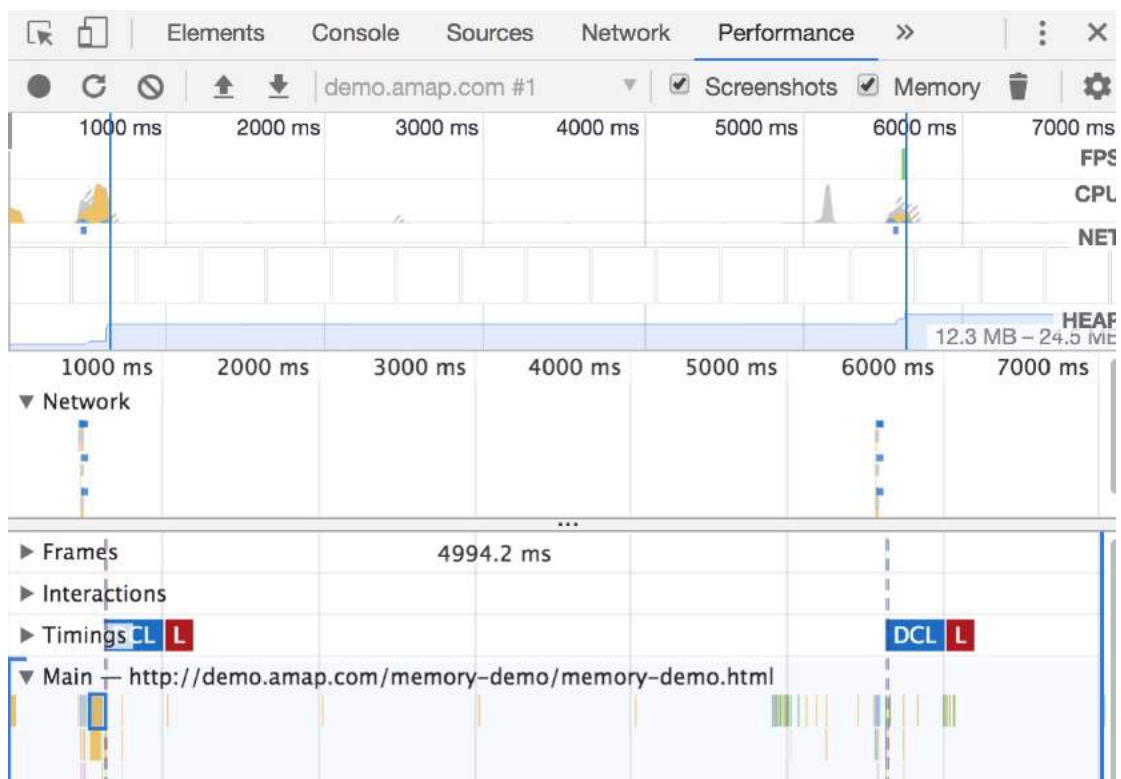 Elements Console Sources Network Performance »
demo.amap.com #1 ▼ Screenshots Memory
1000 ms 2000 ms 3000 ms 4000 ms 5000 ms 6000 ms 7000 ms
FPS
CPU
NET
HEAP
12.3 MB – 24.5 MB
1000 ms 2000 ms 3000 ms 4000 ms 5000 ms 6000 ms 7000 ms
▼ Network
...
▶ Frames 4994.2 ms
▶ Interactions
▶ Timings DCL L DCL L
▼ Main — http://demo.amap.com/memory-demo/memory-demo.html